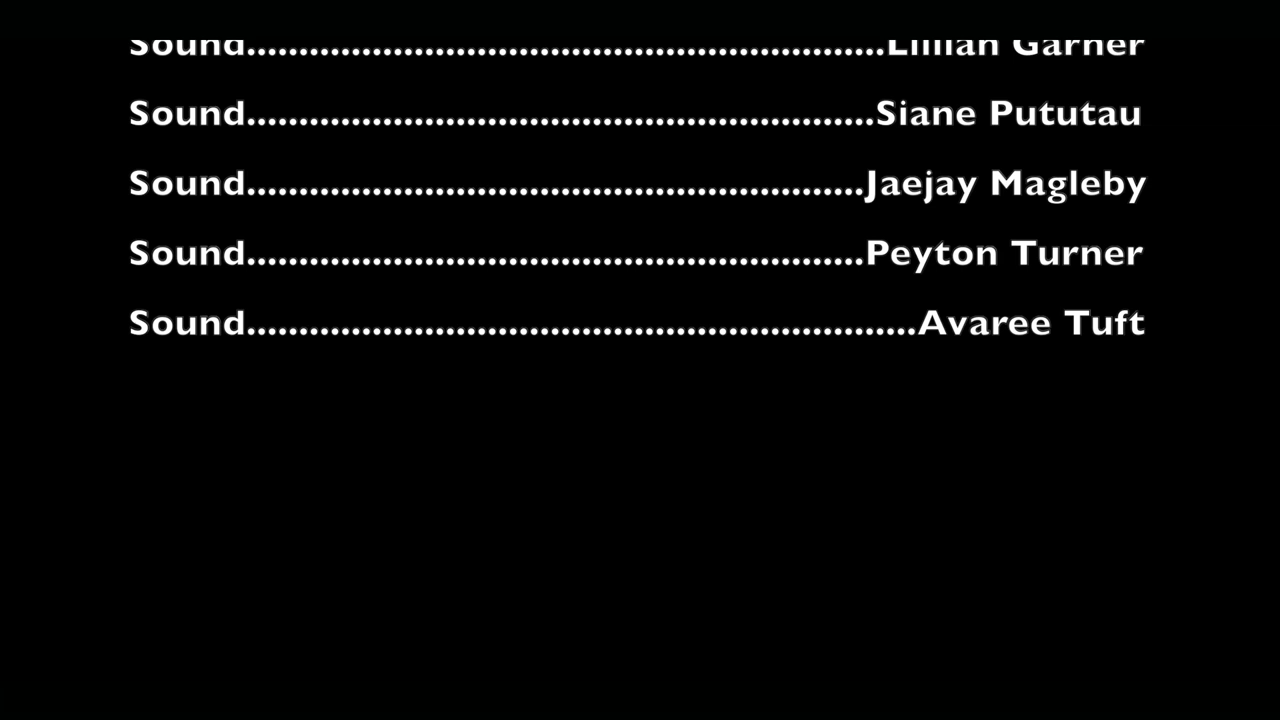 Sound.............................................................Lillian Garner
Sound............................................................Siane Pututau
Sound...........................................................Jaejay Magleby
Sound...........................................................Peyton Turner
Sound................................................................Avaree Tuft